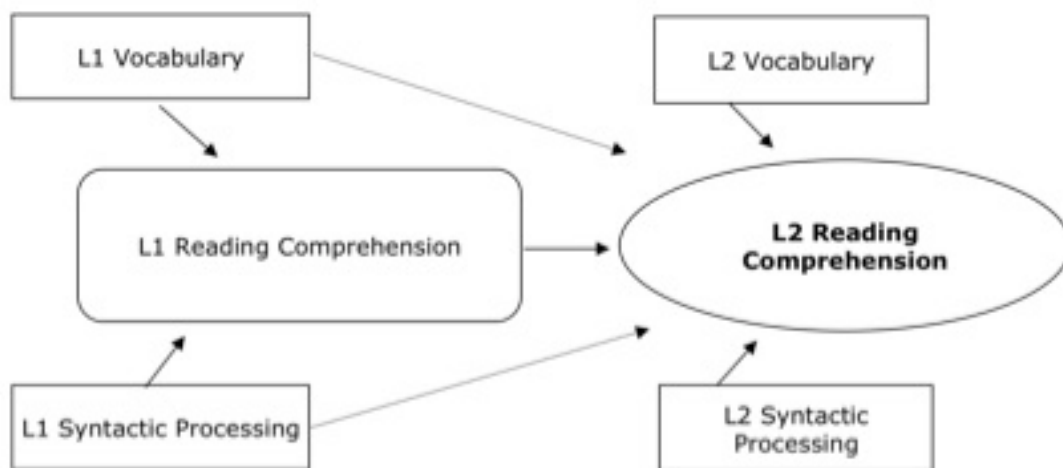 L1 Vocabulary
L2 Vocabulary
L1 Reading Comprehension
L2 Reading
Comprehension
L1 Syntactic Processing
L2 Syntactic
Processing